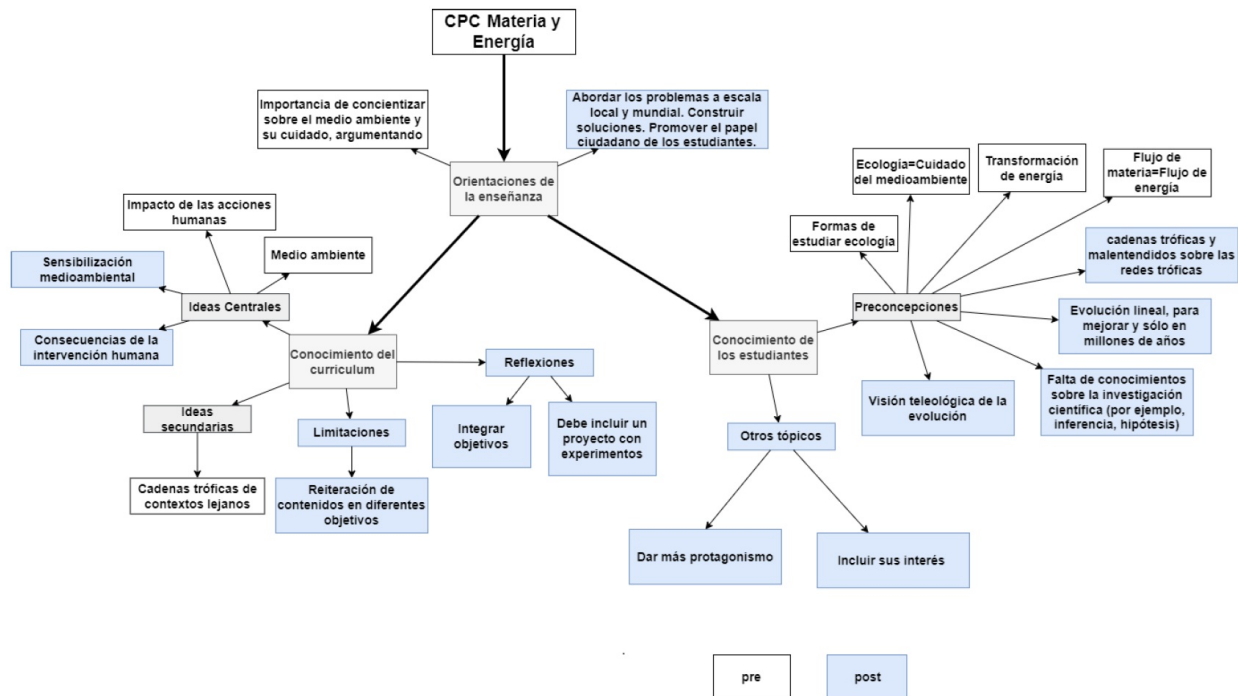 CPC Materia y
Energía
Importancia de concientizar
sobre el medio ambiente y
su cuidado, argumentando
Abordar los problemas a escala
local y mundial. Construir
soluciones. Promover el papel
ciudadano de los estudiantes.
Orientaciones de
la enseñanza
Ecología=Cuidado
del medioambiente
Transformación
de energía
Flujo de
materia=Flujo de
energía
Impacto de las acciones
humanas
Formas de
estudiar ecología
Medio ambiente
Sensibilización
medioambiental
cadenas tróficas y
malentendidos sobre las
redes tróficas
Ideas Centrales
Preconcepciones
Consecuencias de la
intervención humana
Evolución lineal, para
mejorar y sólo en
millones de años
Conocimiento del
curriculum
Conocimiento de
los estudiantes
Reflexiones
Falta de conocimientos
sobre la investigación
científica (por ejemplo,
inferencia, hipótesis)
Visión teleológica de la
evolución
Ideas
secundarias
Limitaciones
Integrar
objetivos
Debe incluir un
proyecto con
experimentos
Otros tópicos
Cadenas tróficas de
contextos lejanos
Reiteración de
contenidos en diferentes
objetivos
Dar más protagonismo
Incluir sus interés
pre
post